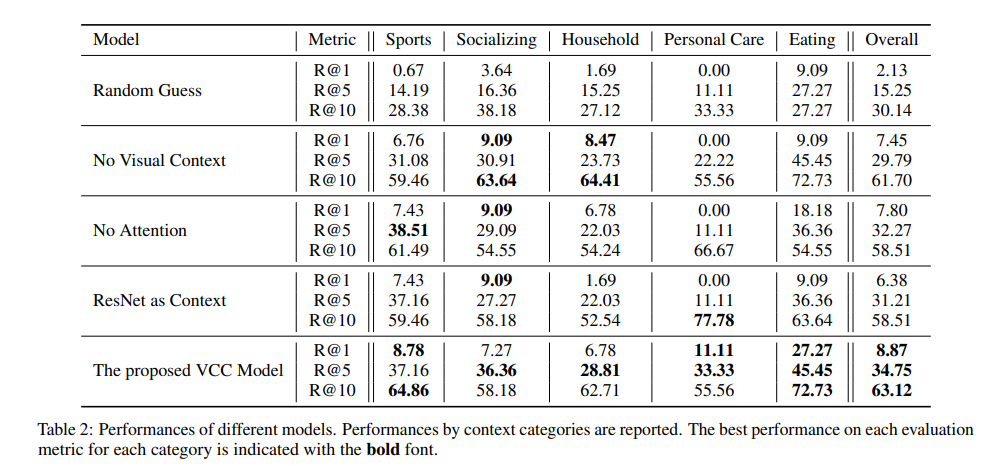 Model Metric Sports Socializing Household Personal Care Eating Overall
R@1 0.67 3.64 1.69 0.00 9.09 2.13
Random Guess R@5 14.19 16.36 15.25 11.11 27.27 15.25
R@10 28.38 38.18 27.12 33.33 27.27 30.14
R@1 6.76 9.09 8.47 0.00 9.09 7.45
No Visual Context R@5 31.08 30.91 23.73 22.22 45.45 29.79
R@10 59.46 63.64 64.41 55.56 72.73 61.70
R@1 7.43 9.09 6.78 0.00 18.18 7.80
No Attention R@5 38.51 29.09 22.03 11.11 36.36 32.27
R@10 61.49 54.55 54.24 66.67 54.55 58.51
R@1 7.43 9.09 1.69 0.00 9.09 6.38
ResNet as Context R@5 37.16 27.27 22.03 11.11 36.36 31.21
R@10 59.46 58.18 52.54 77.78 63.64 58.51
R@1 8.78 7.27 6.78 11.11 27.27 8.87
The proposed VCC Model R@5 37.16 36.36 28.81 33.33 45.45 34.75
R@10 64.86 58.18 62.71 55.56 72.73 63.12
Table 2: Performances of different models. Performances by context categories are reported. The best performance on each evaluation
metric for each category is indicated with the bold font.